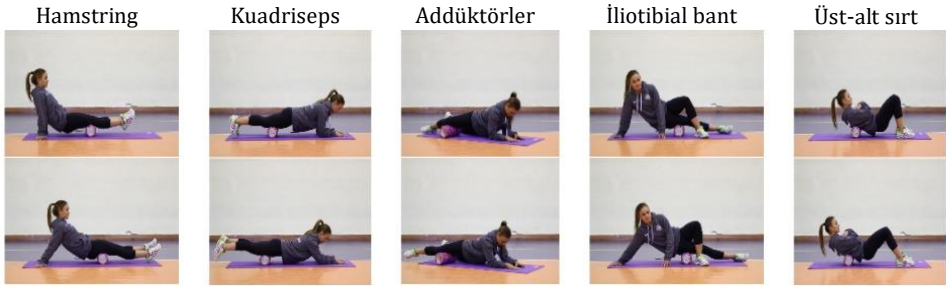 Hamstring
Kuadriseps
Addüktörler
İliotibial bant
Üst-alt sırt